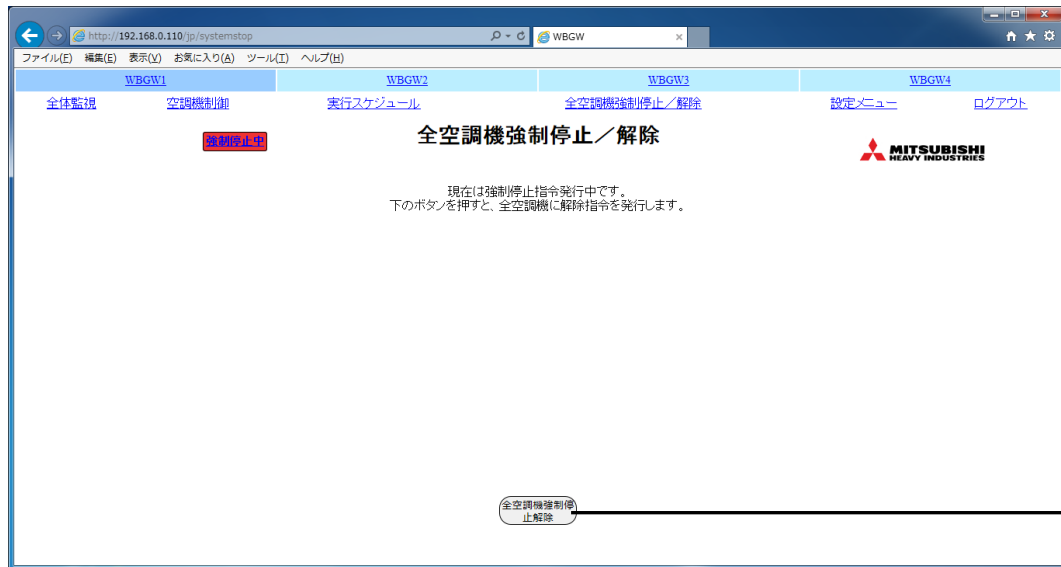 http://192.168.0.110/jp/systemstop
WBGW
ファイル(F) 編集(E) 表示(V) お気に入り(A) ツール(T) ヘルプ(H)
WBGW1 WBGW2 WBGW3 WBGW4
全体監視 空調機制御 実行スケジュール 全空調機強制停止／解除 設定メニュー ログアウト
強制停止中
全空調機強制停止／解除
MITSUBISHI
HEAVY INDUSTRIES
現在は強制停止指令発行中です。
下のボタンを押すと、全空調機に解除指令を発行します。
全空調機強制停
止解除